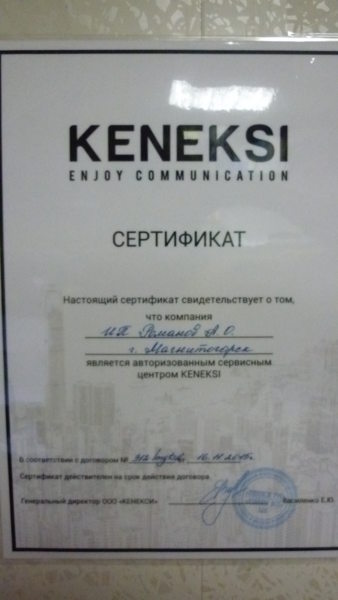 KENEKSI
ENJOY COMMUNICATION
СЕРТИФИКАТ
Настоящий сертификат свидетельствует о том,
что компания
ИП Романов А.О.
г. Магнитогорск
является авторизованным сервисным
центром KENEKSI
В соответствии с договором №
Сертификат действителен на срок действия договора
Генеральный директор ООО «КЕНЕКСИ» Василенко Е.Ю.